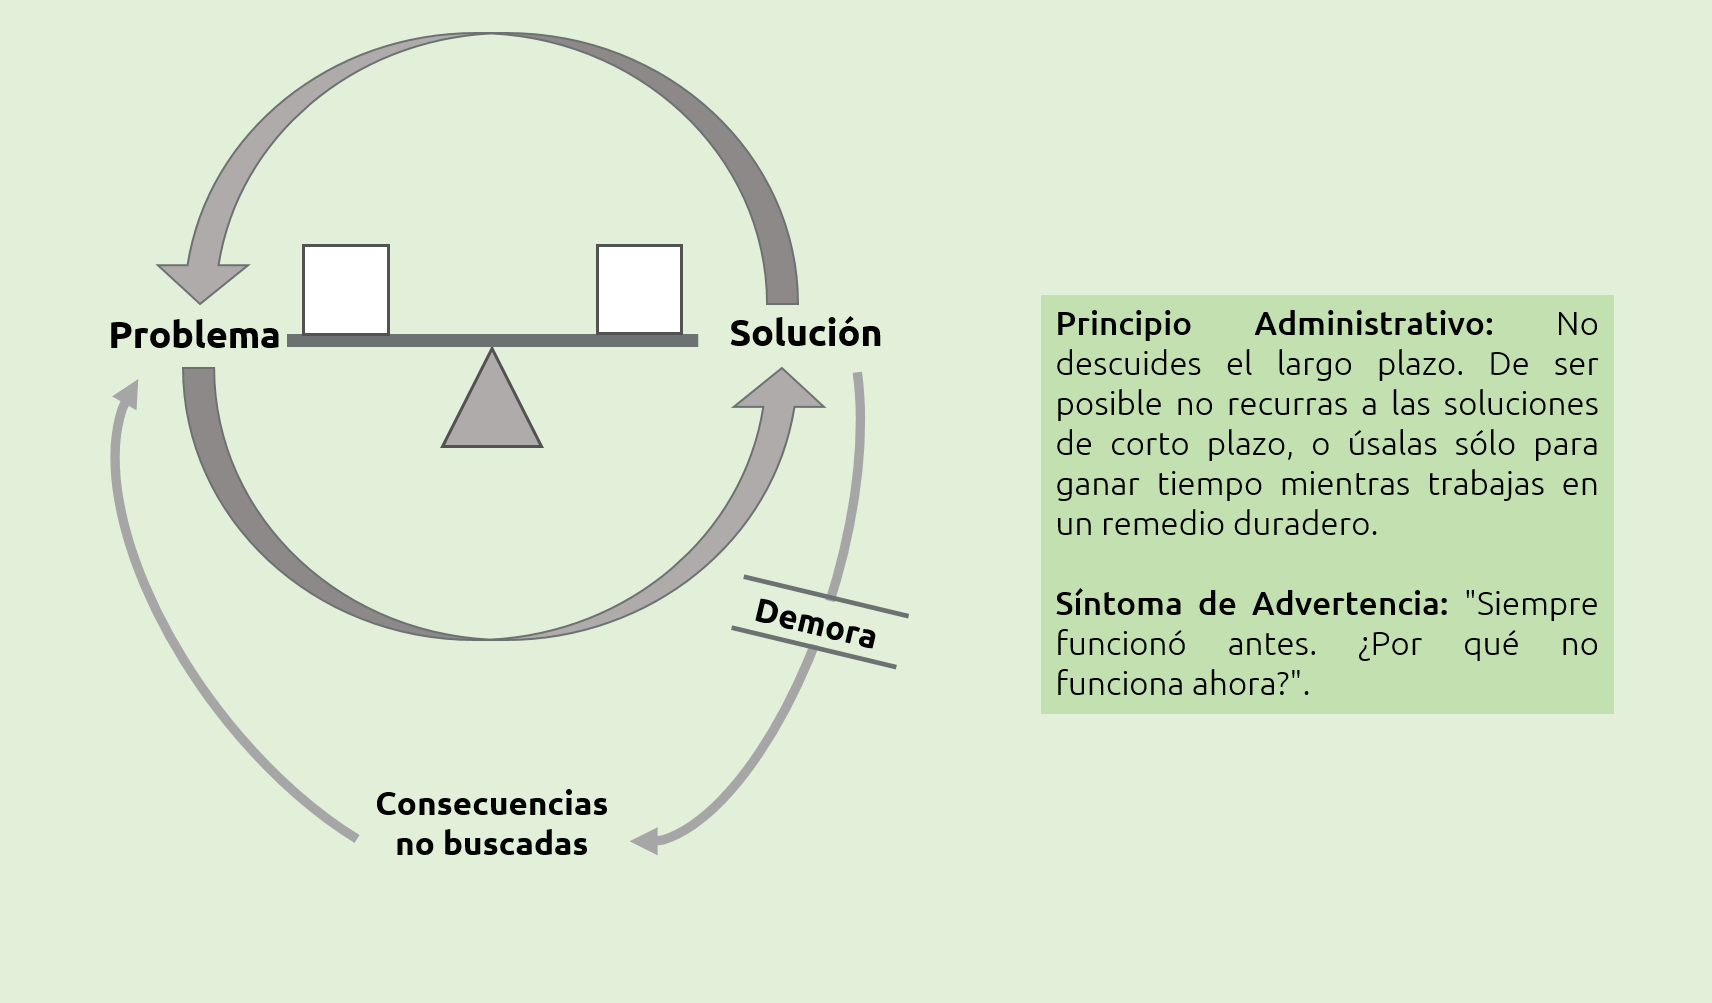 Problema
Solución
Demora
Consecuencias
no buscadas
Principio Administrativo: No
descuides el largo plazo. De ser
posible no recurras a las soluciones
de corto plazo, o úsalas sólo para
ganar tiempo mientras trabajas en
un remedio duradero.
Síntoma de Advertencia: "Siempre
funcionó antes. ¿Por qué no
funciona ahora?".